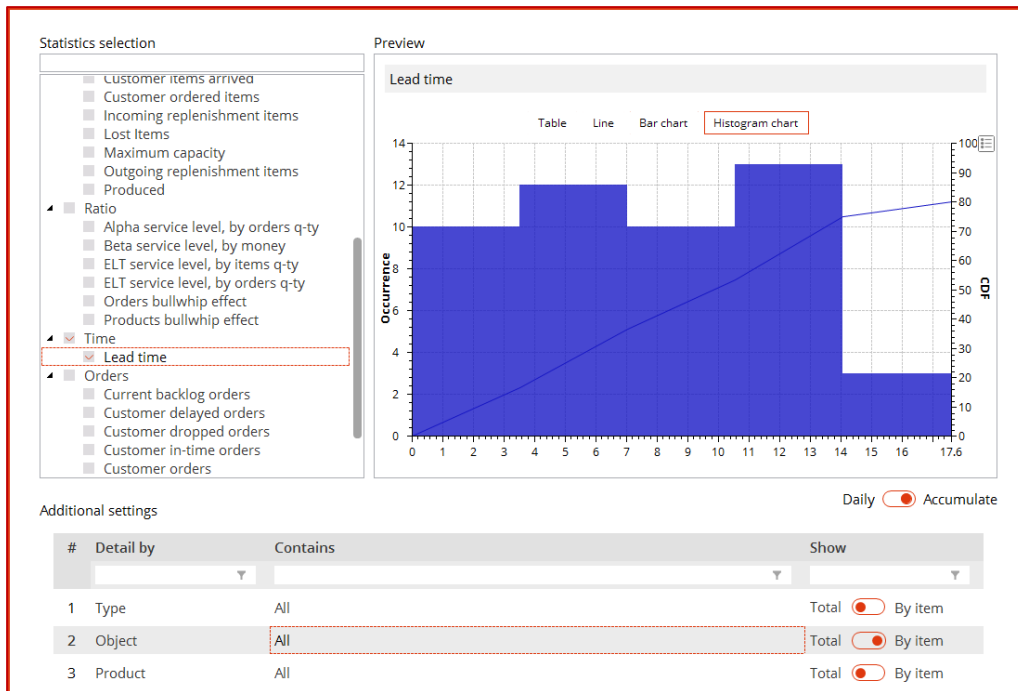 Statistics selection
Preview
Customer items arrived
Customer ordered items
Incoming replenishment items
Lost Items
Maximum capacity
Outgoing replenishment items
Produced
Ratio
Alpha service level, by orders q-ty
Beta service level, by money
ELT service level, by items q-ty
ELT service level, by orders q-ty
Orders bullwhip effect
Products bullwhip effect
Time
Lead time
Orders
Current backlog orders
Customer delayed orders
Customer dropped orders
Customer in-time orders
Customer orders
Lead time
Table Line Bar chart Histogram chart
14
12
10
8
6
4
2
0
Occurrence
100
90
80
70
60
50
40
30
20
10
0
CDF
0 1 2 3 4 5 6 7 8 9 10 11 12 13 14 15 16 17.6
Daily Accumulate
Additional settings
# Detail by Contains Show
1 Type All Total By item
2 Object All Total By item
3 Product All Total By item